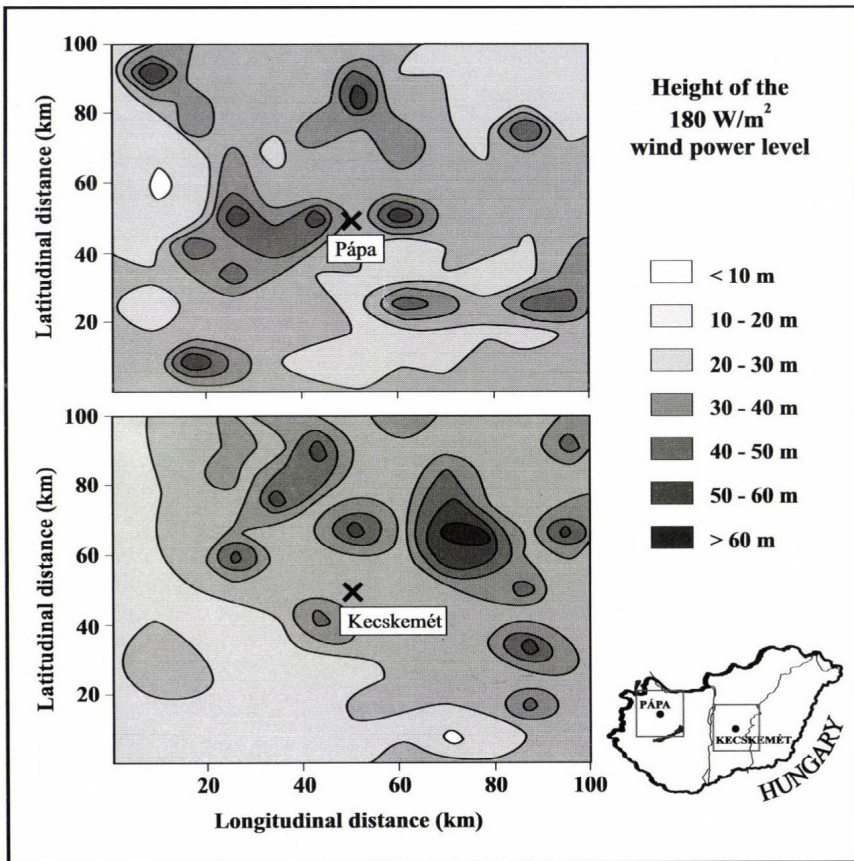 Height of the
180 W/m²
wind power level
Latitudinal distance (km)
100
80
60
40
20
Pápa
< 10 m
10 - 20 m
20 - 30 m
30 - 40 m
40 - 50 m
50 - 60 m
> 60 m
Latitudinal distance (km)
100
80
60
40
20
Kecskemét
20
40
60
80
100
Longitudinal distance (km)
PÁPA
KECSKEMÉT
HUNGARY